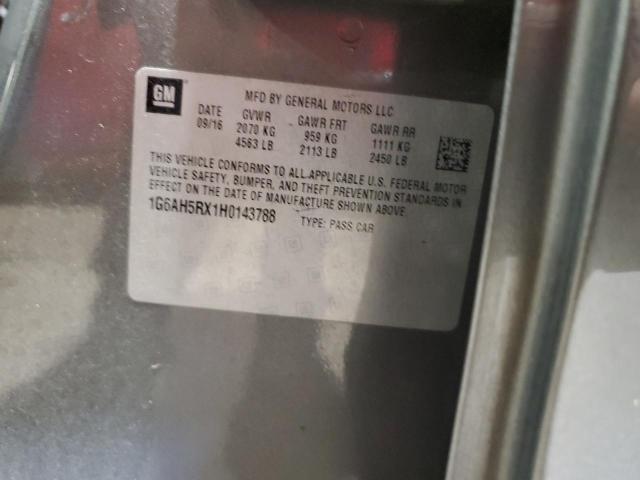 GM
MFD BY GENERAL MOTORS LLC
DATE GVWR GAWR FRT GAWR RR
09/16 2070 KG 959 KG 1111 KG
4563 LB 2113 LB 2450 LB
THIS VEHICLE CONFORMS TO ALL APPLICABLE U.S. FEDERAL MOTOR
VEHICLE SAFETY, BUMPER, AND THEFT PREVENTION STANDARDS IN
EFFECT ON THE DATE OF MANUFACTURE SHOWN ABOVE
1G6AH5RX1H0143788 TYPE: PASS CAR